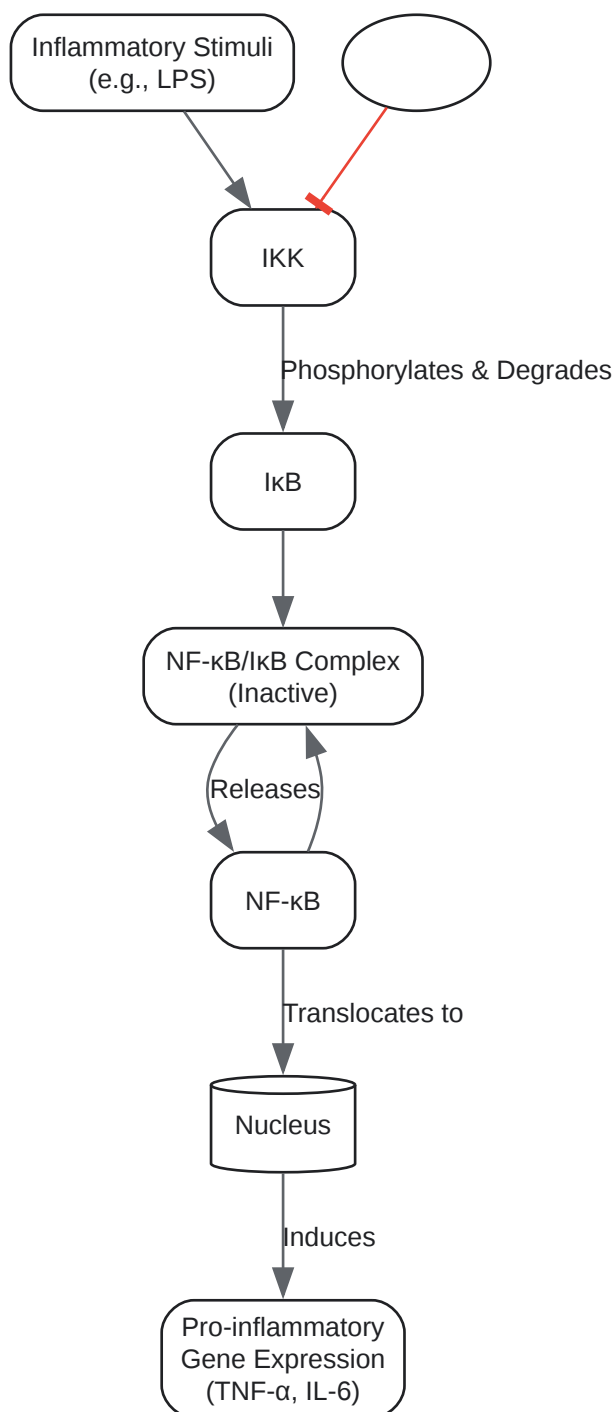 Inflammatory Stimuli
(e.g., LPS)
IKK
Phosphorylates & Degrades
IκB
NF-κB/IκB Complex
(Inactive)
Releases
NF-κB
Translocates to
Nucleus
Induces
Pro-inflammatory
Gene Expression
(TNF-α, IL-6)